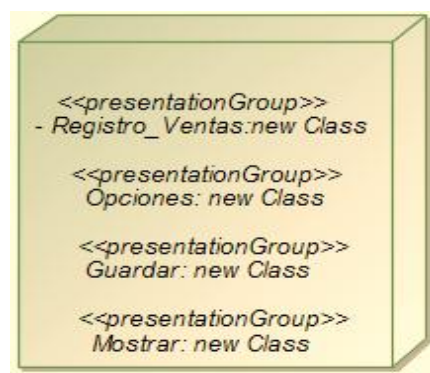 <<presentationGroup>>
- Registro_Ventas:new Class
<<presentationGroup>>
Opciones: new Class
<<presentationGroup>>
Guardar: new Class
<<presentationGroup>>
Mostrar: new Class